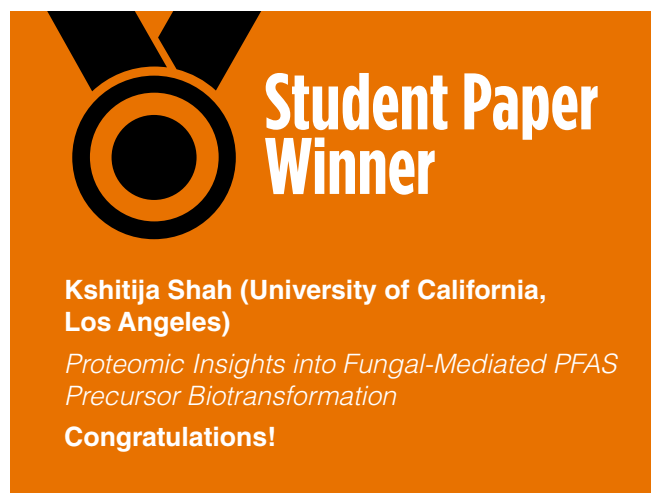 Student Paper
Winner
Kshitija Shah (University of California,
Los Angeles)
Proteomic Insights into Fungal-Mediated PFAS
Precursor Biotransformation
Congratulations!